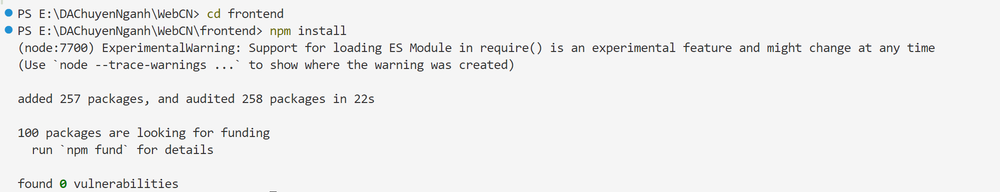 PS E:\DAChuyenNganh\WebCN> cd frontend
PS E:\DAChuyenNganh\WebCN\frontend> npm install
(node:7700) ExperimentalWarning: Support for loading ES Module in require() is an experimental feature and might change at any time
(Use `node --trace-warnings ...` to show where the warning was created)
added 257 packages, and audited 258 packages in 22s
100 packages are looking for funding
  run `npm fund` for details
found 0 vulnerabilities